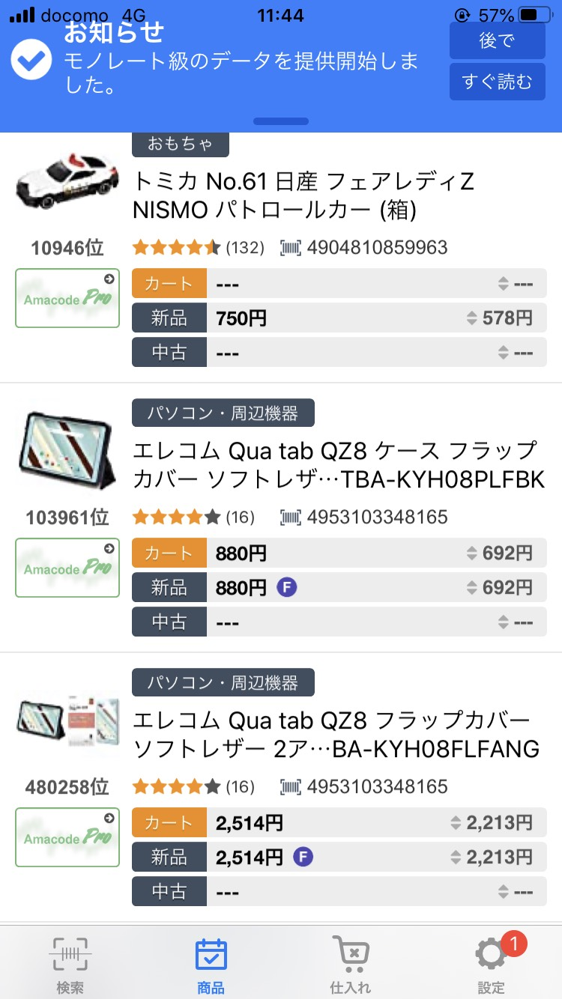 docomo 4G 11:44 57%
お知らせ
モノレート級のデータを提供開始しま
した。
後で
すぐ読む
おもちゃ
トミカ No.61 日産 フェアレディZ
NISMO パトロールカー (箱)
10946位 (132) 4904810859963
Amacode Pro
カート --- ---
新品 750円 578円
中古 --- ---
パソコン・周辺機器
エレコム Qua tab QZ8 ケース フラップ
カバー ソフトレザ…TBA-KYH08PLFBK
103961位 (16) 4953103348165
Amacode Pro
カート 880円 692円
新品 880円 F 692円
中古 --- ---
パソコン・周辺機器
エレコム Qua tab QZ8 フラップカバー
ソフトレザー 2ア…BA-KYH08FLFANG
480258位 (16) 4953103348165
Amacode Pro
カート 2,514円 2,213円
新品 2,514円 F 2,213円
中古 --- ---
検索 商品 仕入れ 設定 1